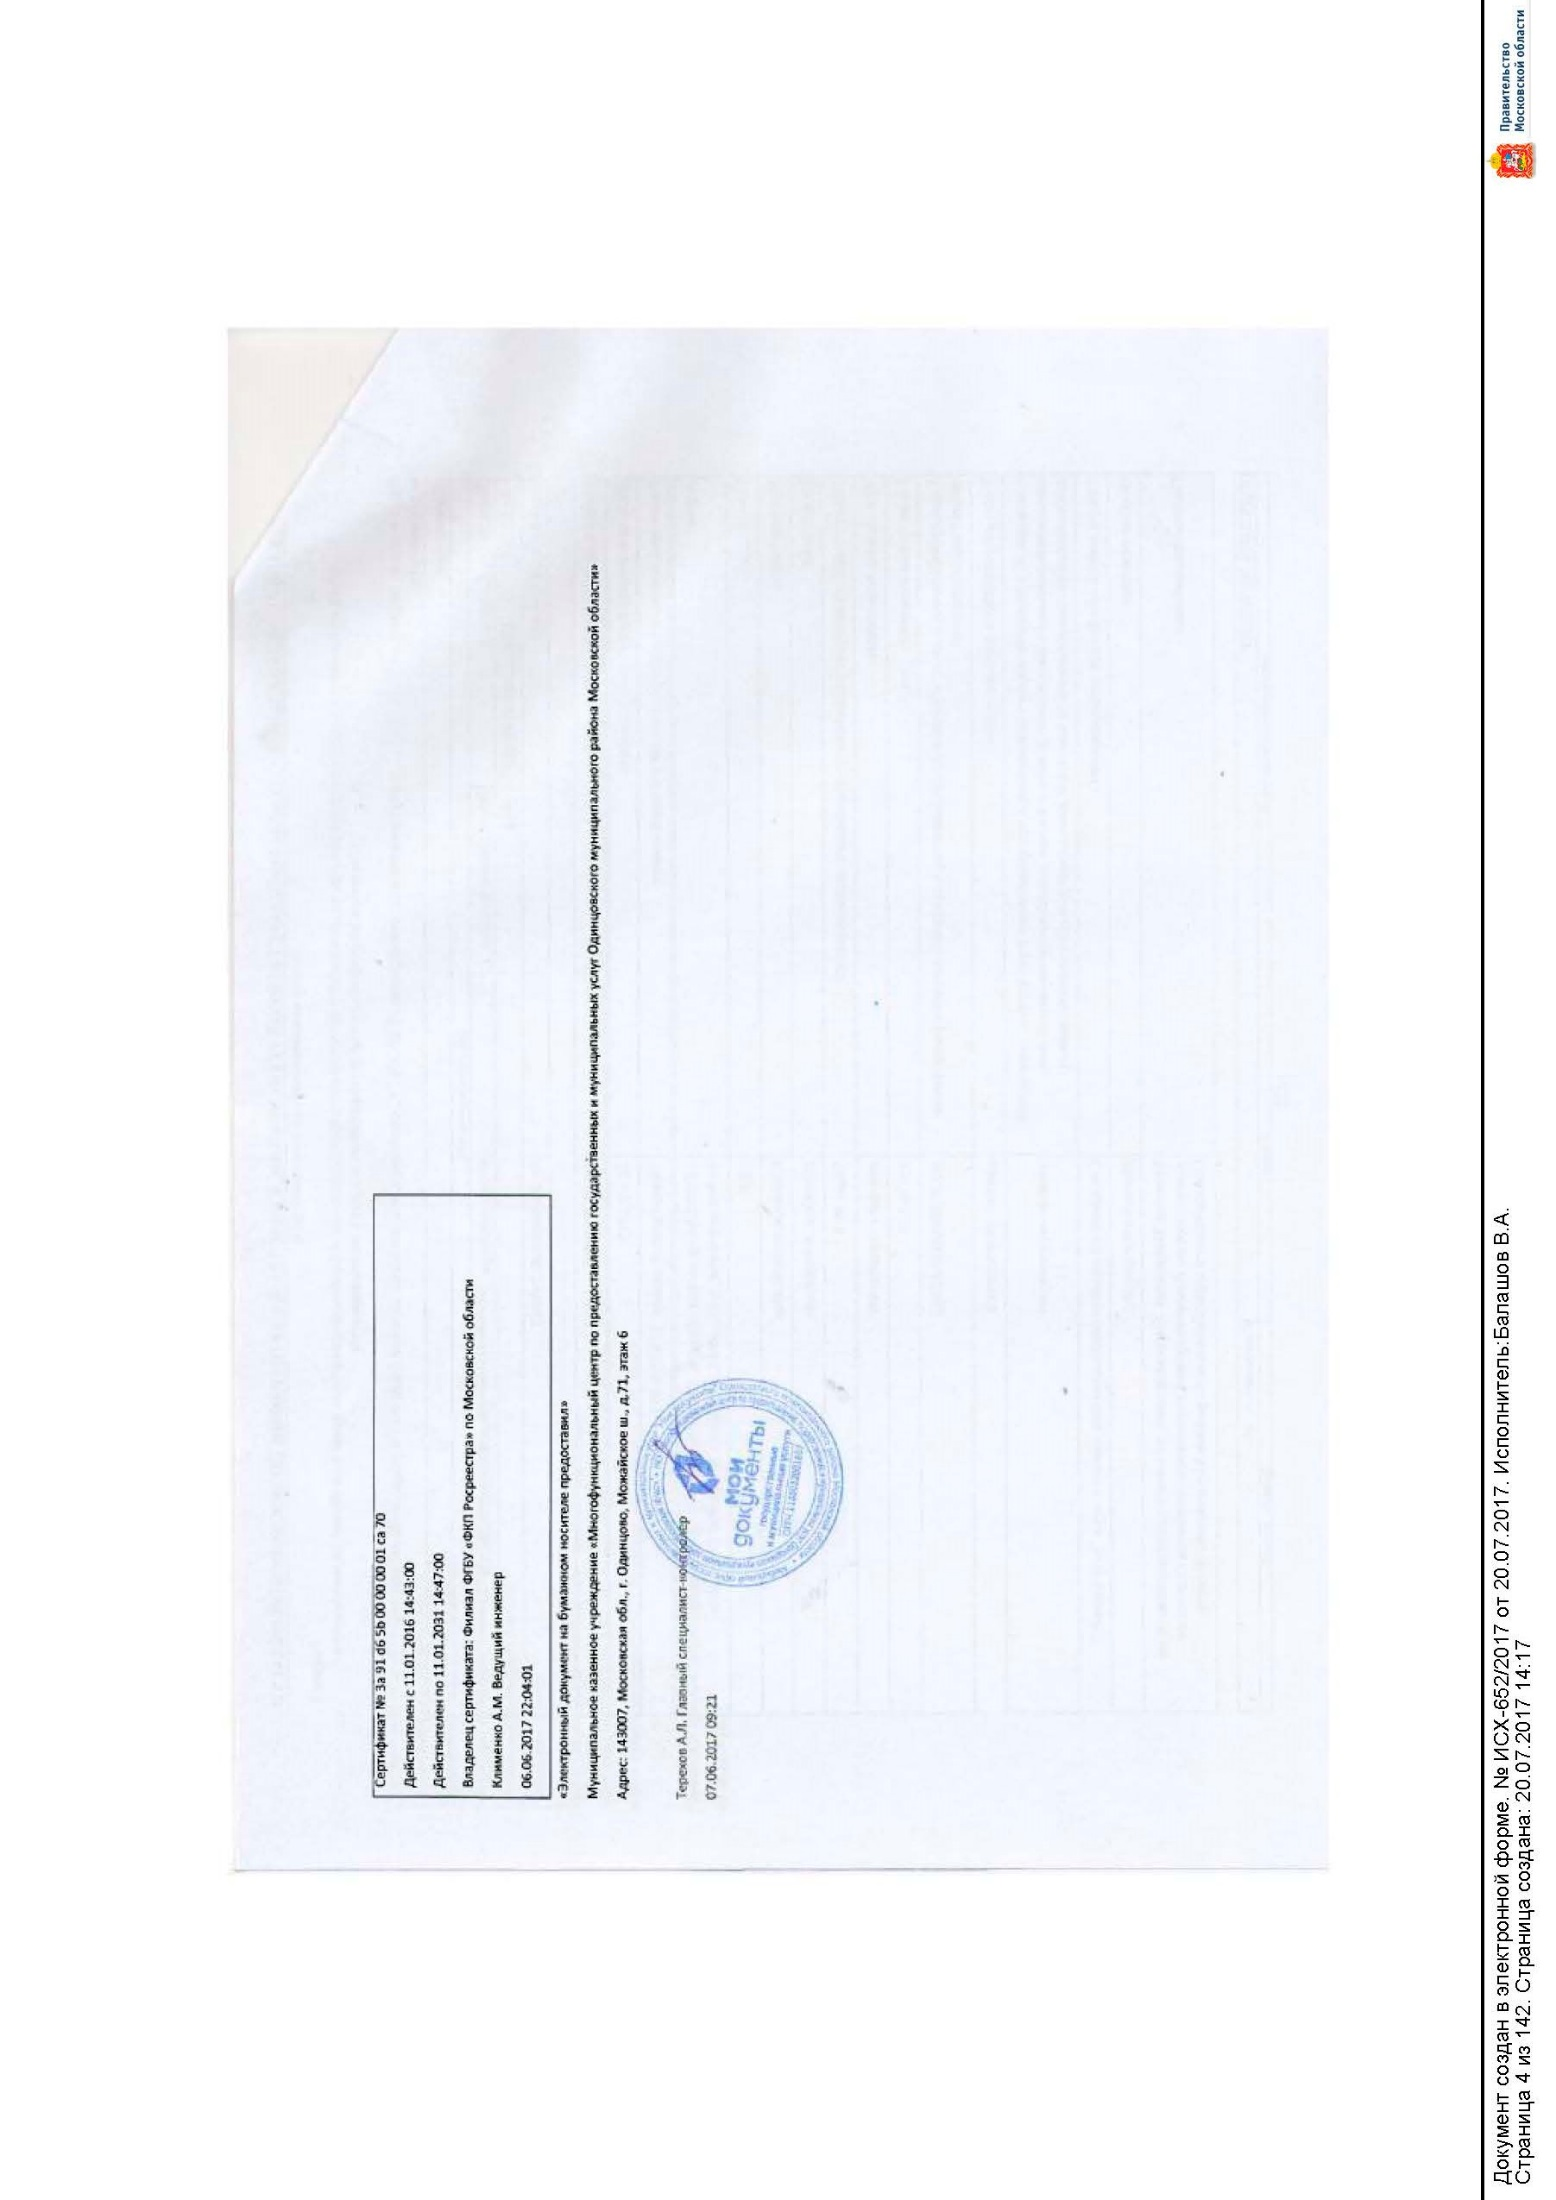 Сертификат № 3a 91 d6 5b 00 00 00 01 ca 70
Действителен с 11.01.2016 14:43:00
Действителен по 11.01.2031 14:47:00
Владелец сертификата: Филиал ФГБУ «ФКП Росреестра» по Московской области
Клименко А.М. Ведущий инженер
06.06.2017 22:04:01
«Электронный документ на бумажном носителе предоставил»
Муниципальное казенное учреждение «Многофункциональный центр по предоставлению государственных и муниципальных услуг Одинцовского муниципального района Московской области»
Адрес: 143007, Московская обл., г. Одинцово, Можайское ш., д.71, этаж 6
Терехов А.Л. Главный специалист-контролёр
07.06.2017 09:21
мои
документы
государственные
и муниципальные услуги
Документ создан в электронной форме. № ИСХ-652/2017 от 20.07.2017. Исполнитель:Балашов В.А.
Страница 4 из 142. Страница создана: 20.07.2017 14:17
Правительство
Московской области